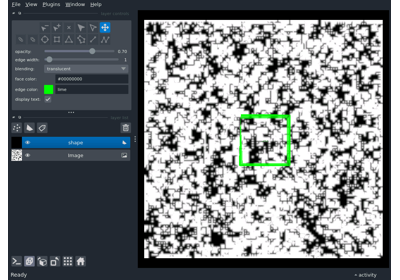 File View Plugins Window Help
opacity: 0.70
edge width: 1
blending: translucent
face color: #00000000
edge color: lime
display text: ✓
shape
image
Ready
activity